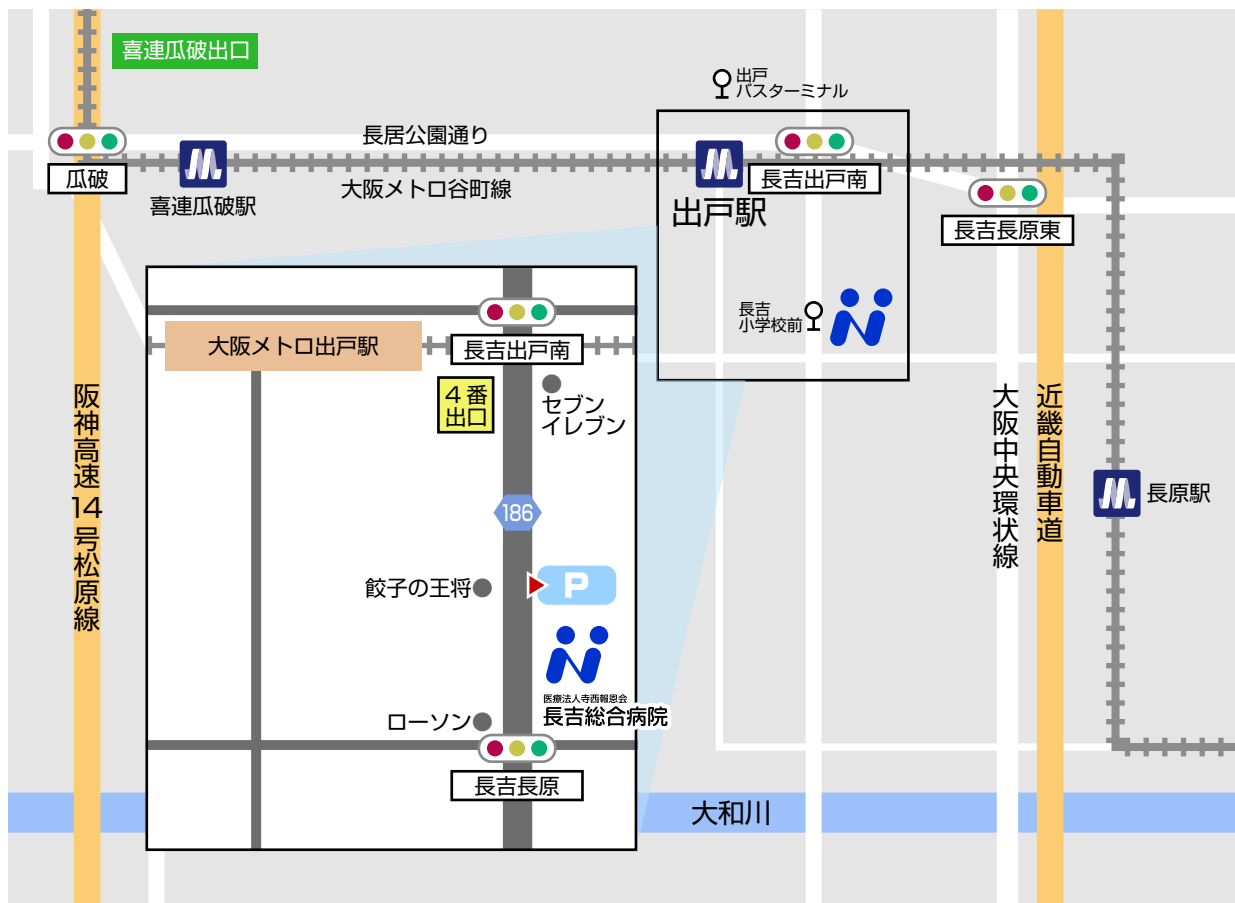 喜連瓜破出口
出戸
バスターミナル
長居公園通り
瓜破
長吉出戸南
大阪メトロ谷町線
喜連瓜破駅
出戸駅
長吉長原東
長吉
小学校前
大阪メトロ出戸駅
長吉出戸南
4番
出口
セブン
イレブン
阪神高速14号松原線
大阪中央環状線
近畿自動車道
長原駅
186
餃子の王将
P
医療法人寺西報恩会
長吉総合病院
ローソン
長吉長原
大和川